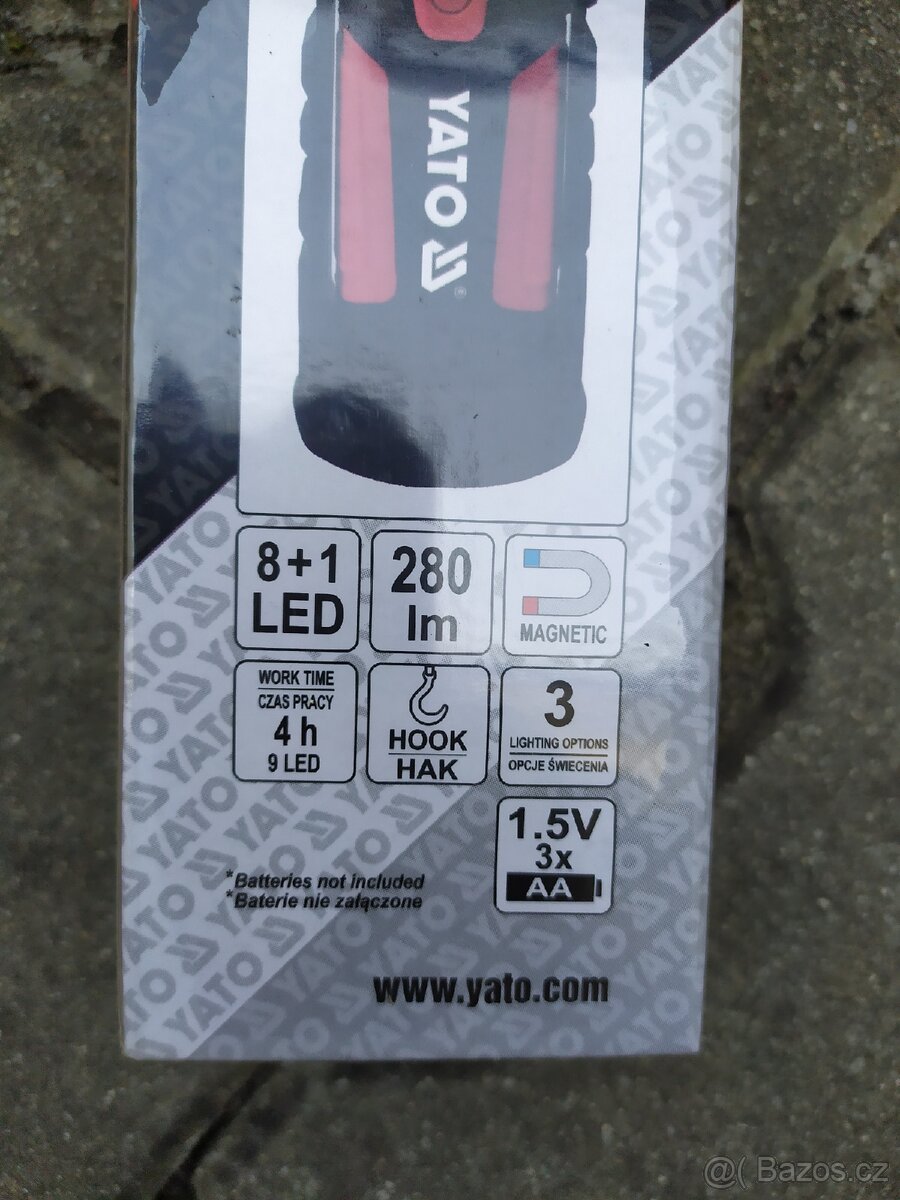 YATO
®
8+1
LED
280
lm
MAGNETIC
WORK TIME
CZAS PRACY
4 h
9 LED
HOOK
HAK
3
LIGHTING OPTIONS
OPCJE ŚWIECENIA
1.5V
3x
AA
*Batteries not included
*Baterie nie załączone
www.yato.com
@( Bazos.cz